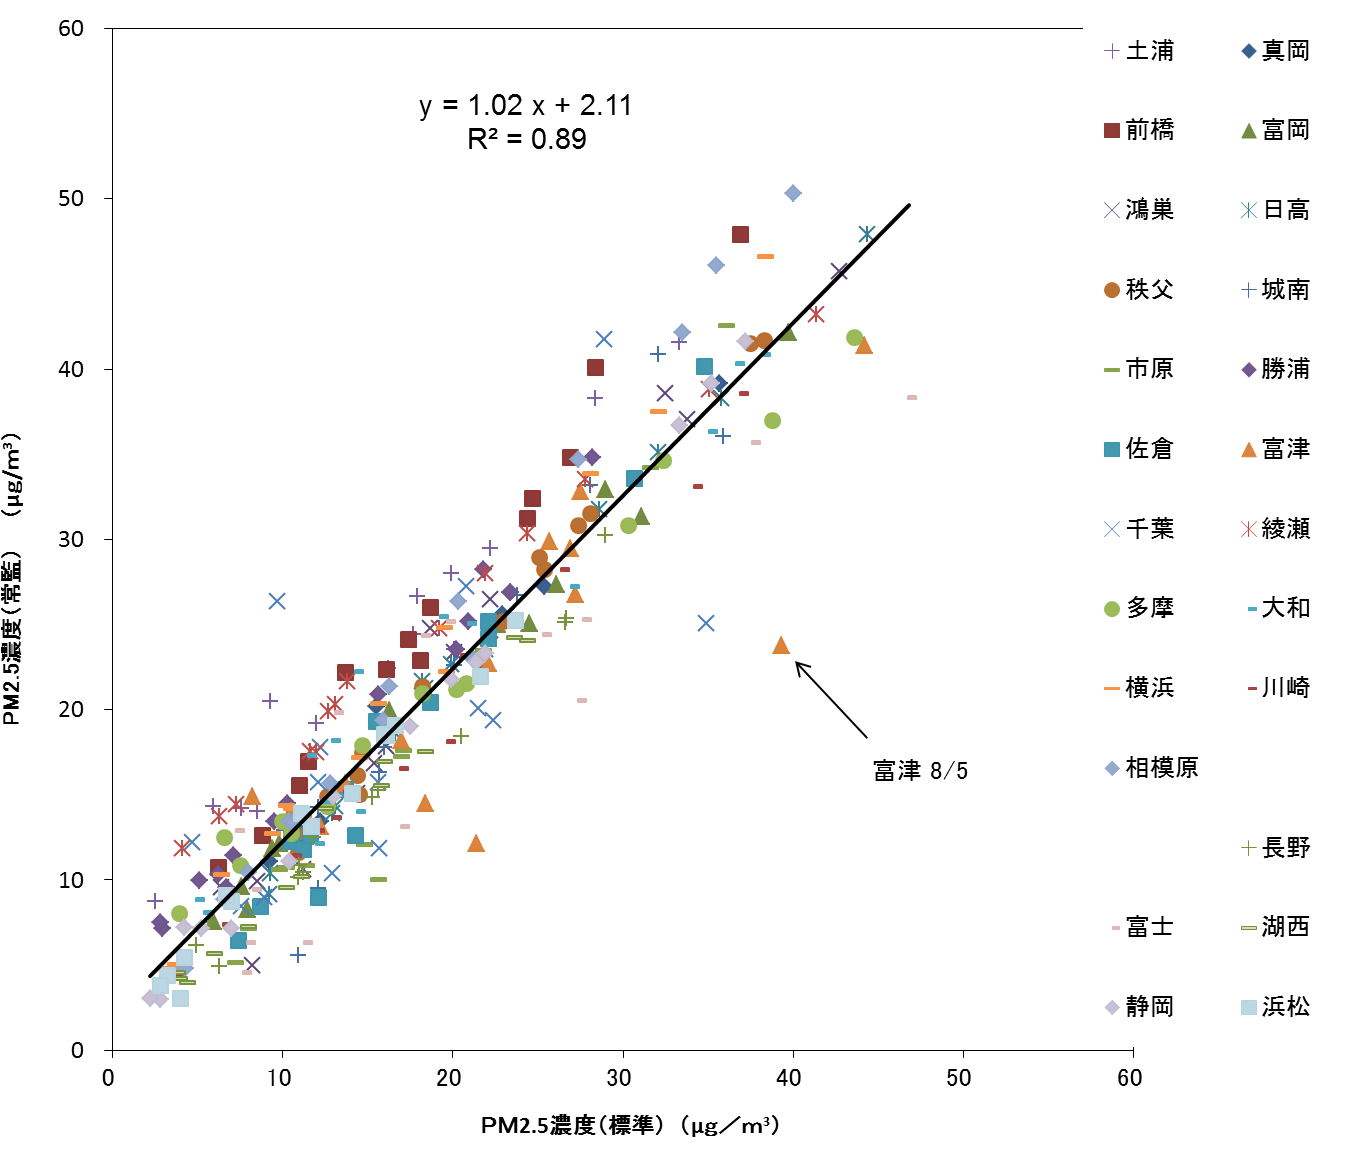 60
50
40
30
20
10
0
PM2.5濃度(常監) (μg/m³)
y = 1.02 x + 2.11
R² = 0.89
富津 8/5
0 10 20 30 40 50 60
PM2.5濃度(標準) (μg/m³)
土浦 真岡
前橋 富岡
鴻巣 日高
秩父 城南
市原 勝浦
佐倉 富津
千葉 綾瀬
多摩 大和
横浜 川崎
相模原
長野
富士 湖西
静岡 浜松